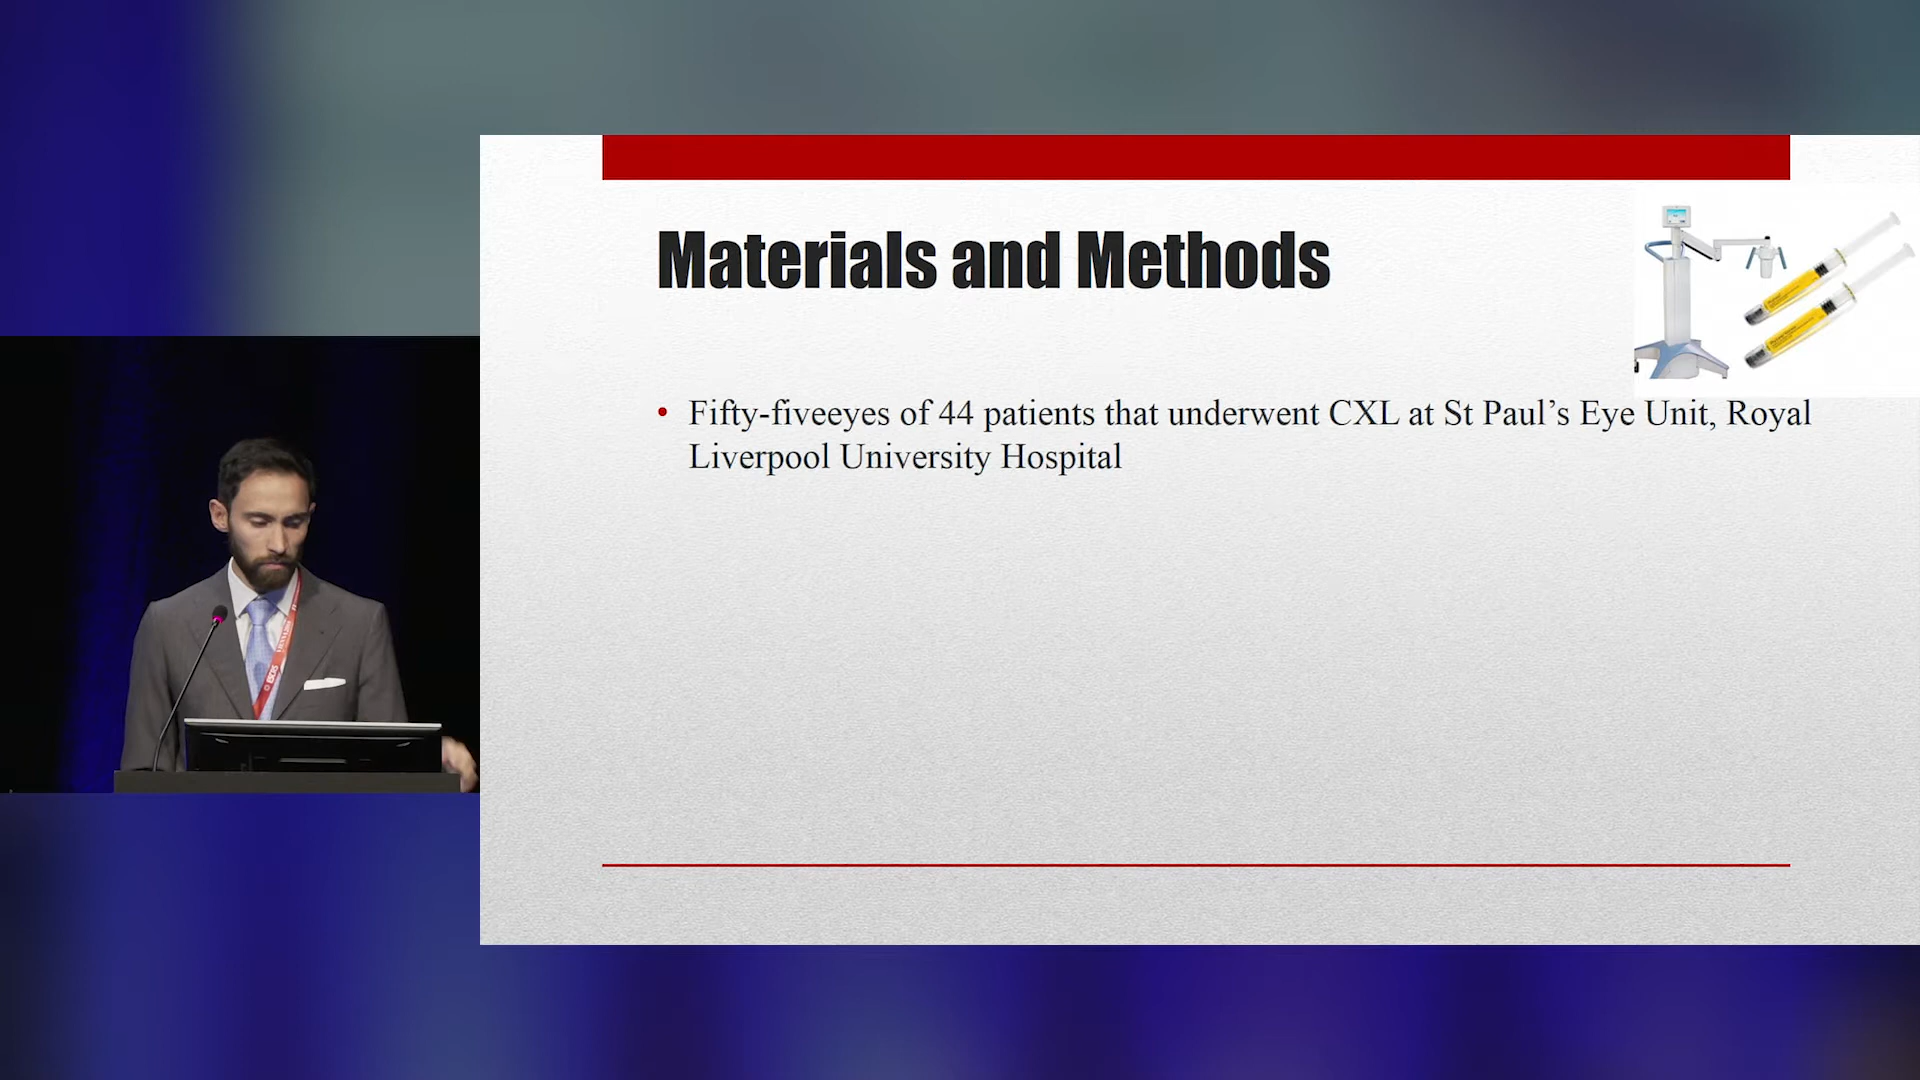 Materials and Methods
• Fifty-fiveeyes of 44 patients that underwent CXL at St Paul’s Eye Unit, Royal
Liverpool University Hospital
ESCRS